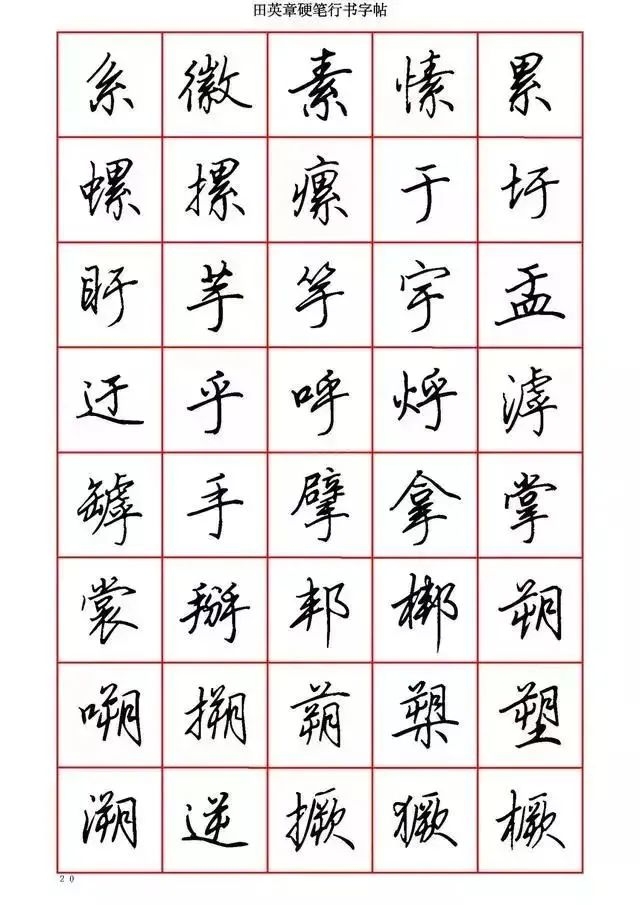 田英章硬笔行书字帖
系徽素愫累
螺摞瘰于圩
盱芋竽宇盂
迂乎呼烀滹
罅手擘拿掌
裳掰邦梆朔
嗍搠蒴槊塑
溯逆撅獗橛
20